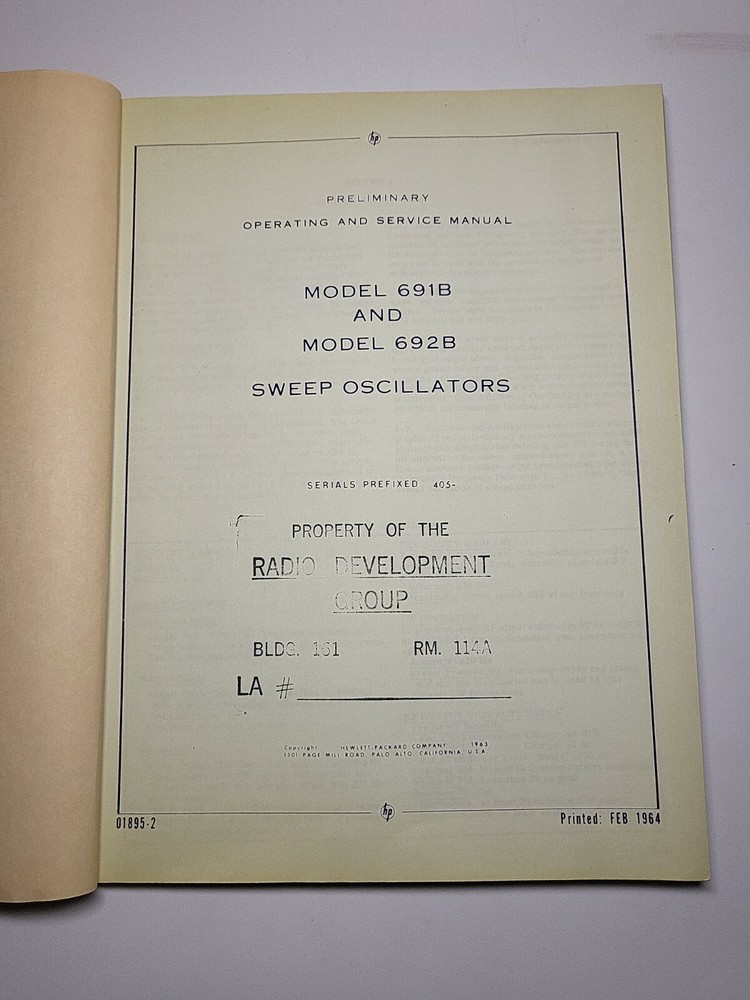 hp
PRELIMINARY
OPERATING AND SERVICE MANUAL
MODEL 691B
AND
MODEL 692B
SWEEP OSCILLATORS
SERIALS PREFIXED 405-
PROPERTY OF THE
RADIO DEVELOPMENT
GROUP
BLDG. 161 RM. 114A
LA #
Copyright HEWLETT-PACKARD COMPANY 1963
1501 PAGE MILL ROAD, PALO ALTO, CALIFORNIA, U.S.A.
hp
01895-2 Printed: FEB 1964